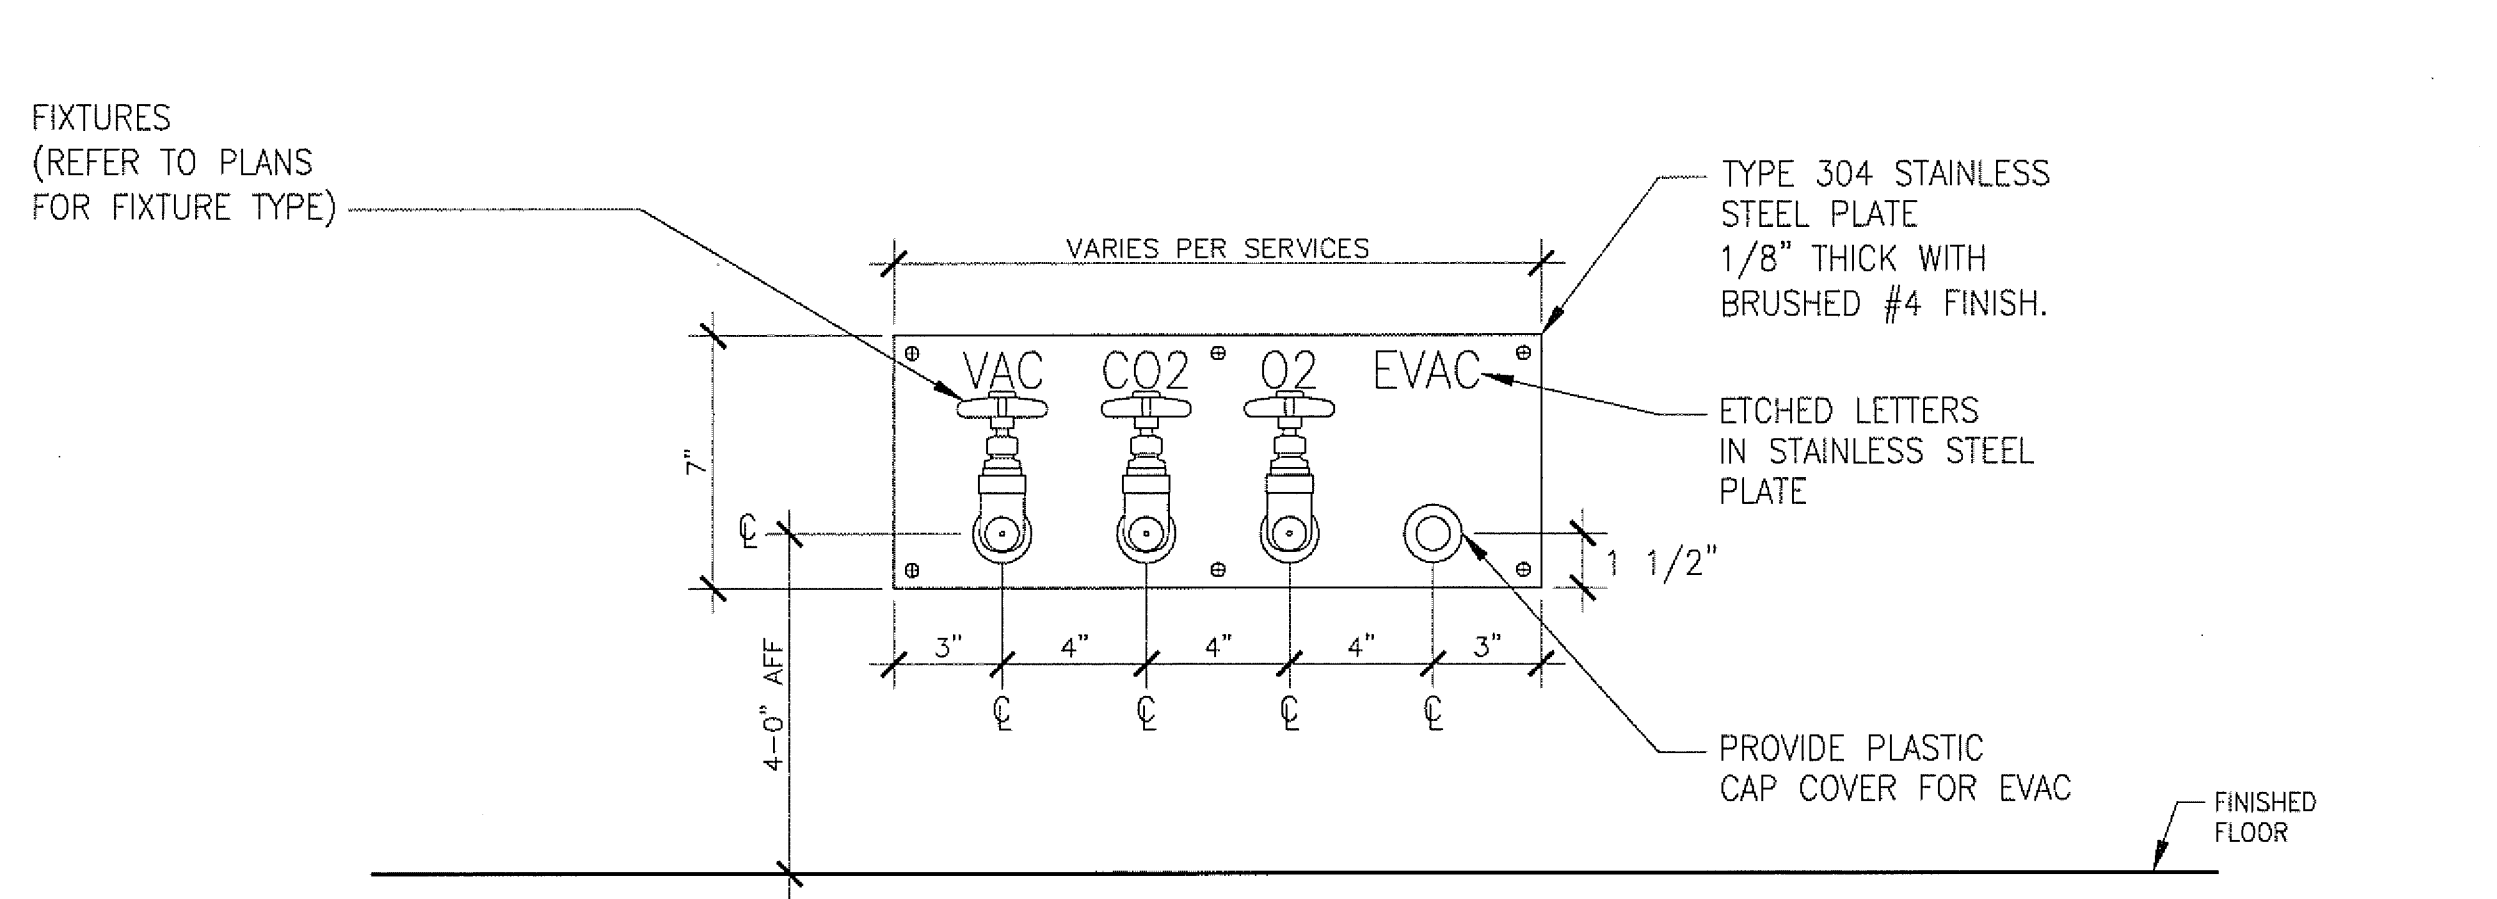 FIXTURES
(REFER TO PLANS
FOR FIXTURE TYPE)
VARIES PER SERVICES
TYPE 304 STAINLESS
STEEL PLATE
1/8" THICK WITH
BRUSHED #4 FINISH.
VAC CO2 O2 EVAC
ETCHED LETTERS
IN STAINLESS STEEL
PLATE
7"
℄
1 1/2"
3" 4" 4" 4" 3"
℄ ℄ ℄ ℄
4-0" AFF
PROVIDE PLASTIC
CAP COVER FOR EVAC
FINISHED
FLOOR